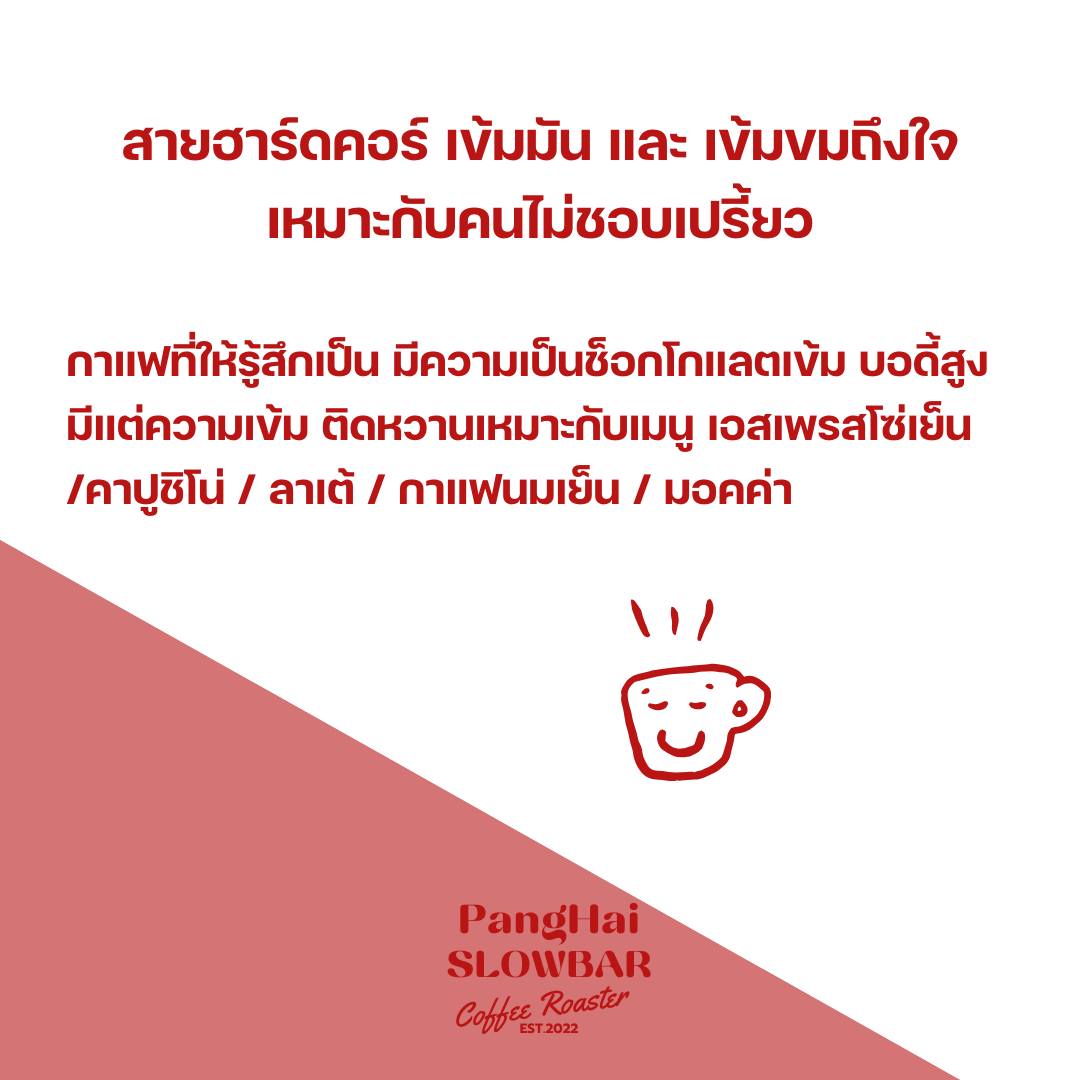 สายฮาร์ดคอร์ เข้มมัน และ เข้มขมถึงใจ
เหมาะกับคนไม่ชอบเปรี้ยว
กาแฟที่ให้รู้สึกเป็น มีความเป็นช็อกโกแลตเข้ม บอดี้สูง
มีแต่ความเข้ม ติดหวานเหมาะกับเมนู เอสเพรสโซ่เย็น
/คาปูชิโน่ / ลาเต้ / กาแฟนมเย็น / มอคค่า
PangHai
SLOWBAR
Coffee Roaster
EST.2022